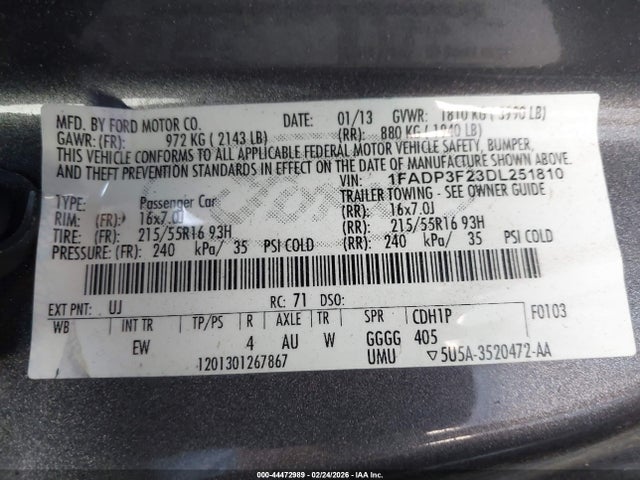 MFD. BY FORD MOTOR CO. DATE: 01/13 GVWR: 1810 KG ( 3990 LB)
GAWR: (FR): 972 KG ( 2143 LB) (RR): 880 KG ( 1940 LB)
THIS VEHICLE CONFORMS TO ALL APPLICABLE FEDERAL MOTOR VEHICLE SAFETY, BUMPER,
AND THEFT PREVENTION STANDARDS IN EFFECT ON THE DATE OF MANUFACTURE SHOWN ABOVE.
VIN: 1FADP3F23DL251810
TYPE: Passenger Car TRAILER TOWING - SEE OWNER GUIDE
RIM: (FR): 16x7.0J (RR): 16x7.0J
TIRE: (FR): 215/55R16 93H (RR): 215/55R16 93H
PRESSURE: (FR): 240 kPa/ 35 PSI COLD (RR): 240 kPa/ 35 PSI COLD
EXT PNT: UJ RC: 71 DSO:
WB INT TR TP/PS R AXLE TR SPR CDH1P F0103
EW 4 AU W GGGG 405
1201301267867 UMU ▽5U5A-3520472-AA
000-44472989 - 02/24/2026 - IAA Inc.